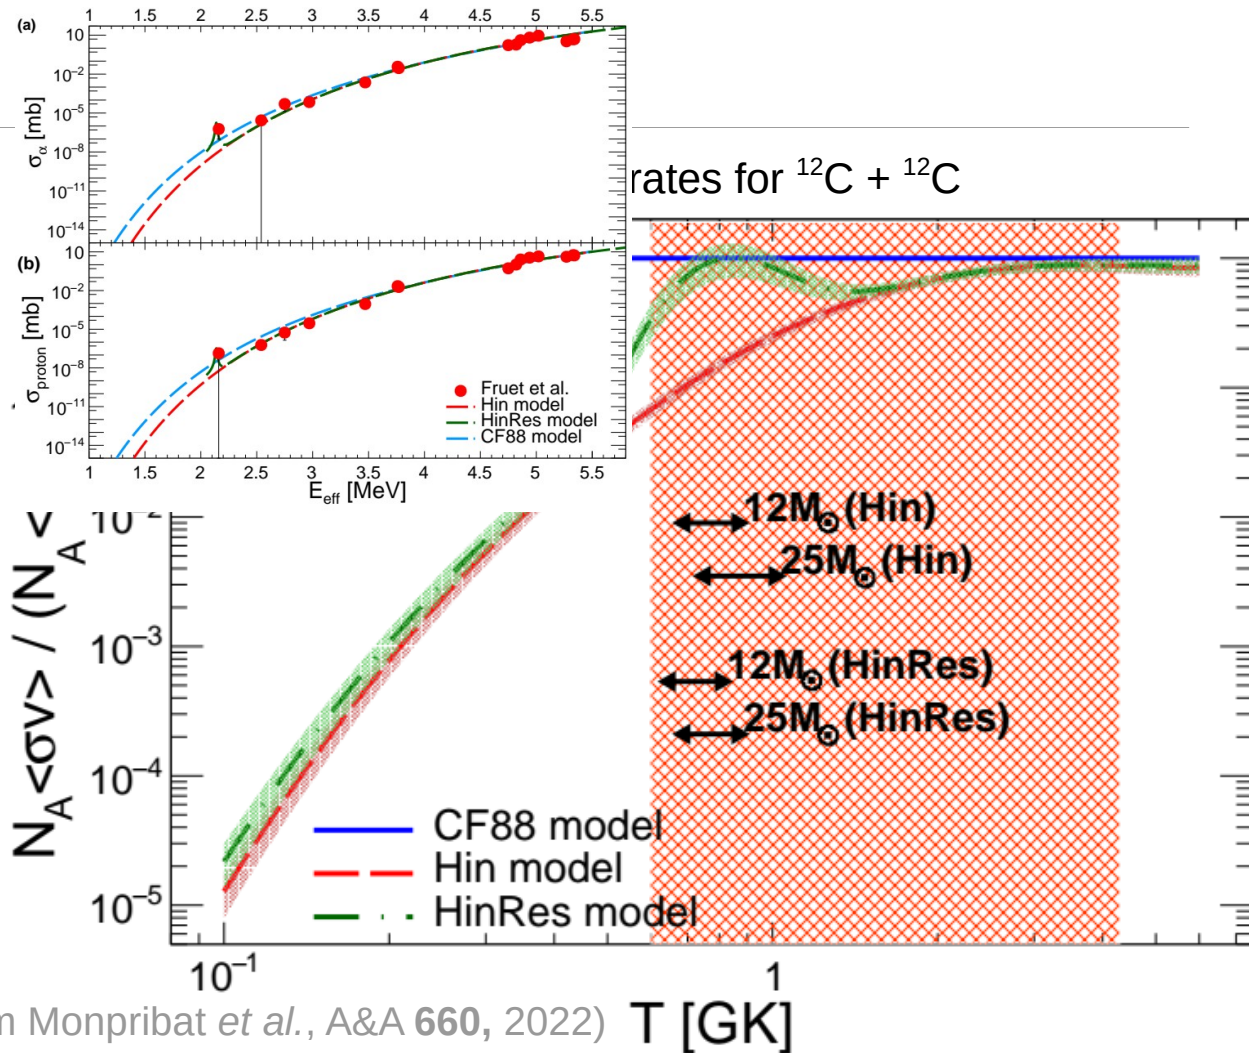 (a)
1 1.5 2 2.5 3 3.5 4 4.5 5 5.5
10
10⁻²
10⁻⁵
10⁻⁸
10⁻¹¹
10⁻¹⁴
σα [mb]
(b)
10
10⁻²
10⁻⁵
10⁻⁸
10⁻¹¹
10⁻¹⁴
σproton [mb]
Fruet et al.
Hin model
HinRes model
CF88 model
1 1.5 2 2.5 3 3.5 4 4.5 5 5.5
Eeff [MeV]
rates for ¹²C + ¹²C
12M☉(Hin)
25M☉(Hin)
12M☉(HinRes)
25M☉(HinRes)
10⁻²
10⁻³
10⁻⁴
10⁻⁵
N_A<σv> / (N_A<
CF88 model
Hin model
HinRes model
10⁻¹ 1
T [GK]
Monpribat et al., A&A 660, 2022)